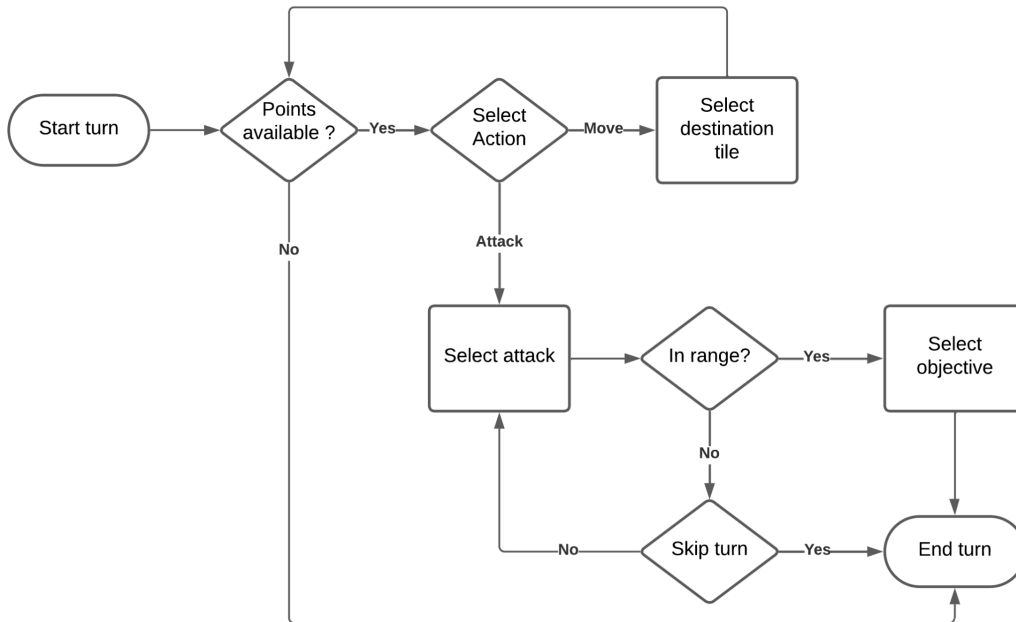 Start turn
Points
available ?
Yes
Select
Action
Move
Select
destination
tile
No
Attack
Select attack
In range?
Yes
Select
objective
No
No
Skip turn
Yes
End turn